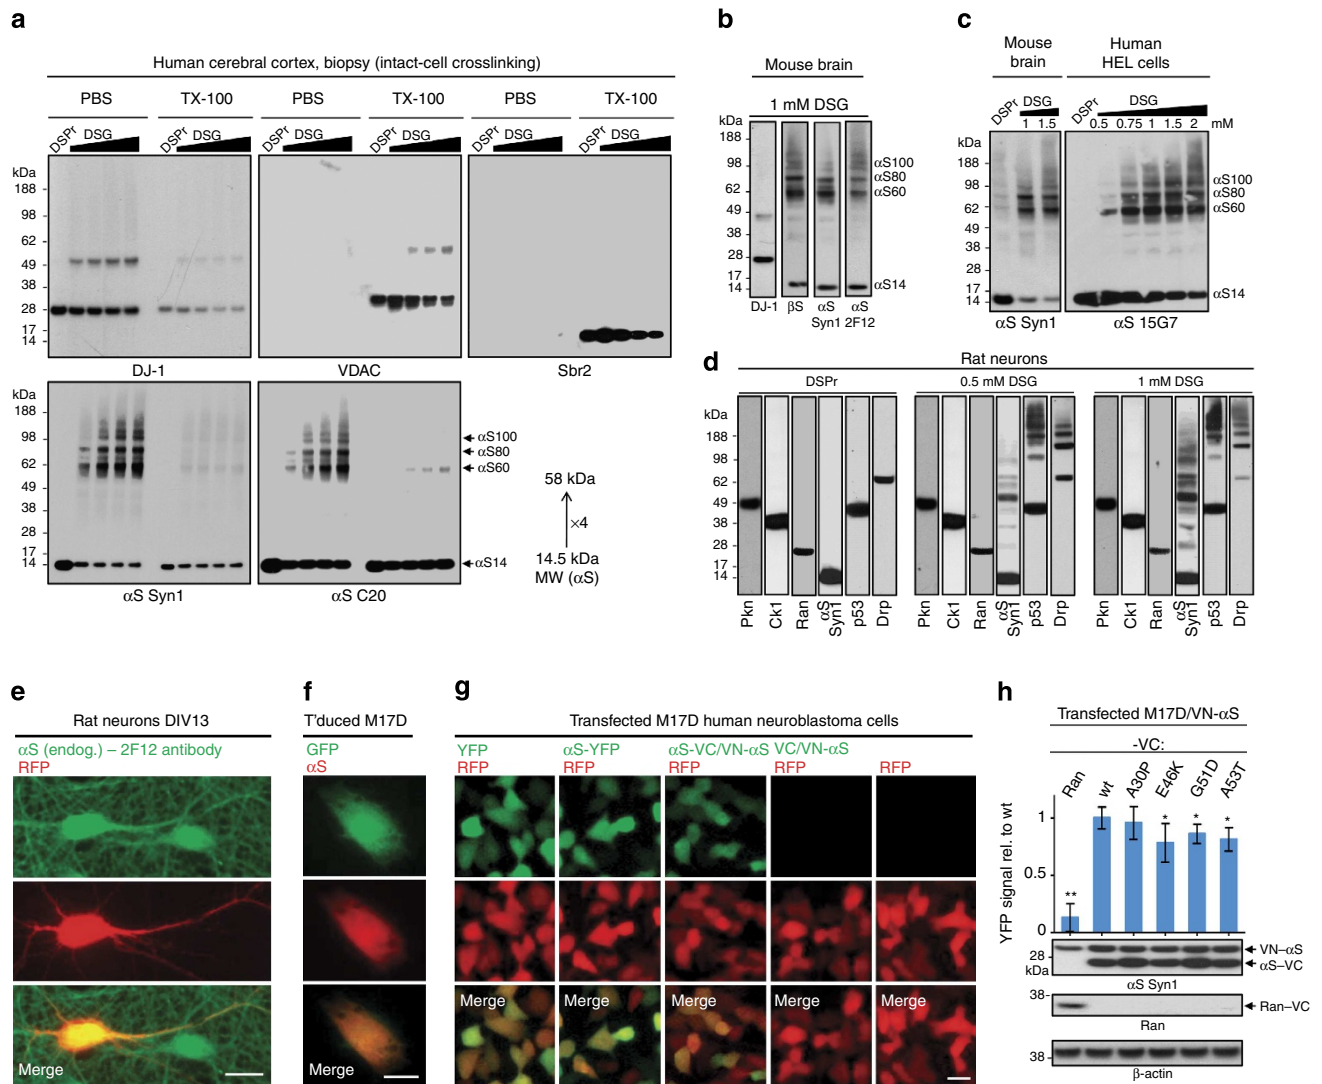 a
Human cerebral cortex, biopsy (intact-cell crosslinking)
PBS TX-100 PBS TX-100 PBS TX-100
DSPr DSG DSPr DSG DSPr DSG DSPr DSG DSPr DSG DSPr DSG
kDa
188
98
62
49
38
28
17
14
DJ-1 VDAC Sbr2
kDa
188
98
62
49
38
28
17
14
αS100
αS80
αS60
αS14
αS Syn1 αS C20
58 kDa
×4
14.5 kDa
MW (αS)
b
Mouse brain
1 mM DSG
kDa
188
98
62
49
38
28
17
14
αS100
αS80
αS60
αS14
DJ-1 βS αS Syn1 αS 2F12
c
Mouse brain
Human HEL cells
DSPr DSG DSPr DSG
1 1.5 0.5 0.75 1 1.5 2 mM
kDa
188
98
62
49
38
28
17
14
αS100
αS80
αS60
αS14
αS Syn1 αS 15G7
d
Rat neurons
DSPr 0.5 mM DSG 1 mM DSG
kDa
188
98
62
49
38
28
17
14
Pkn Ck1 Ran αS Syn1 p53 Drp Pkn Ck1 Ran αS Syn1 p53 Drp Pkn Ck1 Ran αS Syn1 p53 Drp
e
Rat neurons DIV13
αS (endog.) – 2F12 antibody
RFP
Merge
f
T'duced M17D
GFP
αS
Merge
g
Transfected M17D human neuroblastoma cells
YFP αS-YFP αS-VC/VN-αS VC/VN-αS
RFP RFP RFP RFP RFP
Merge Merge Merge Merge Merge
h
Transfected M17D/VN-αS
-VC:
Ran wt A30P E46K G51D A53T
YFP signal rel. to wt
1
0.5
0
** * * *
28
kDa
VN–αS
αS–VC
αS Syn1
38
Ran–VC
Ran
38
β-actin